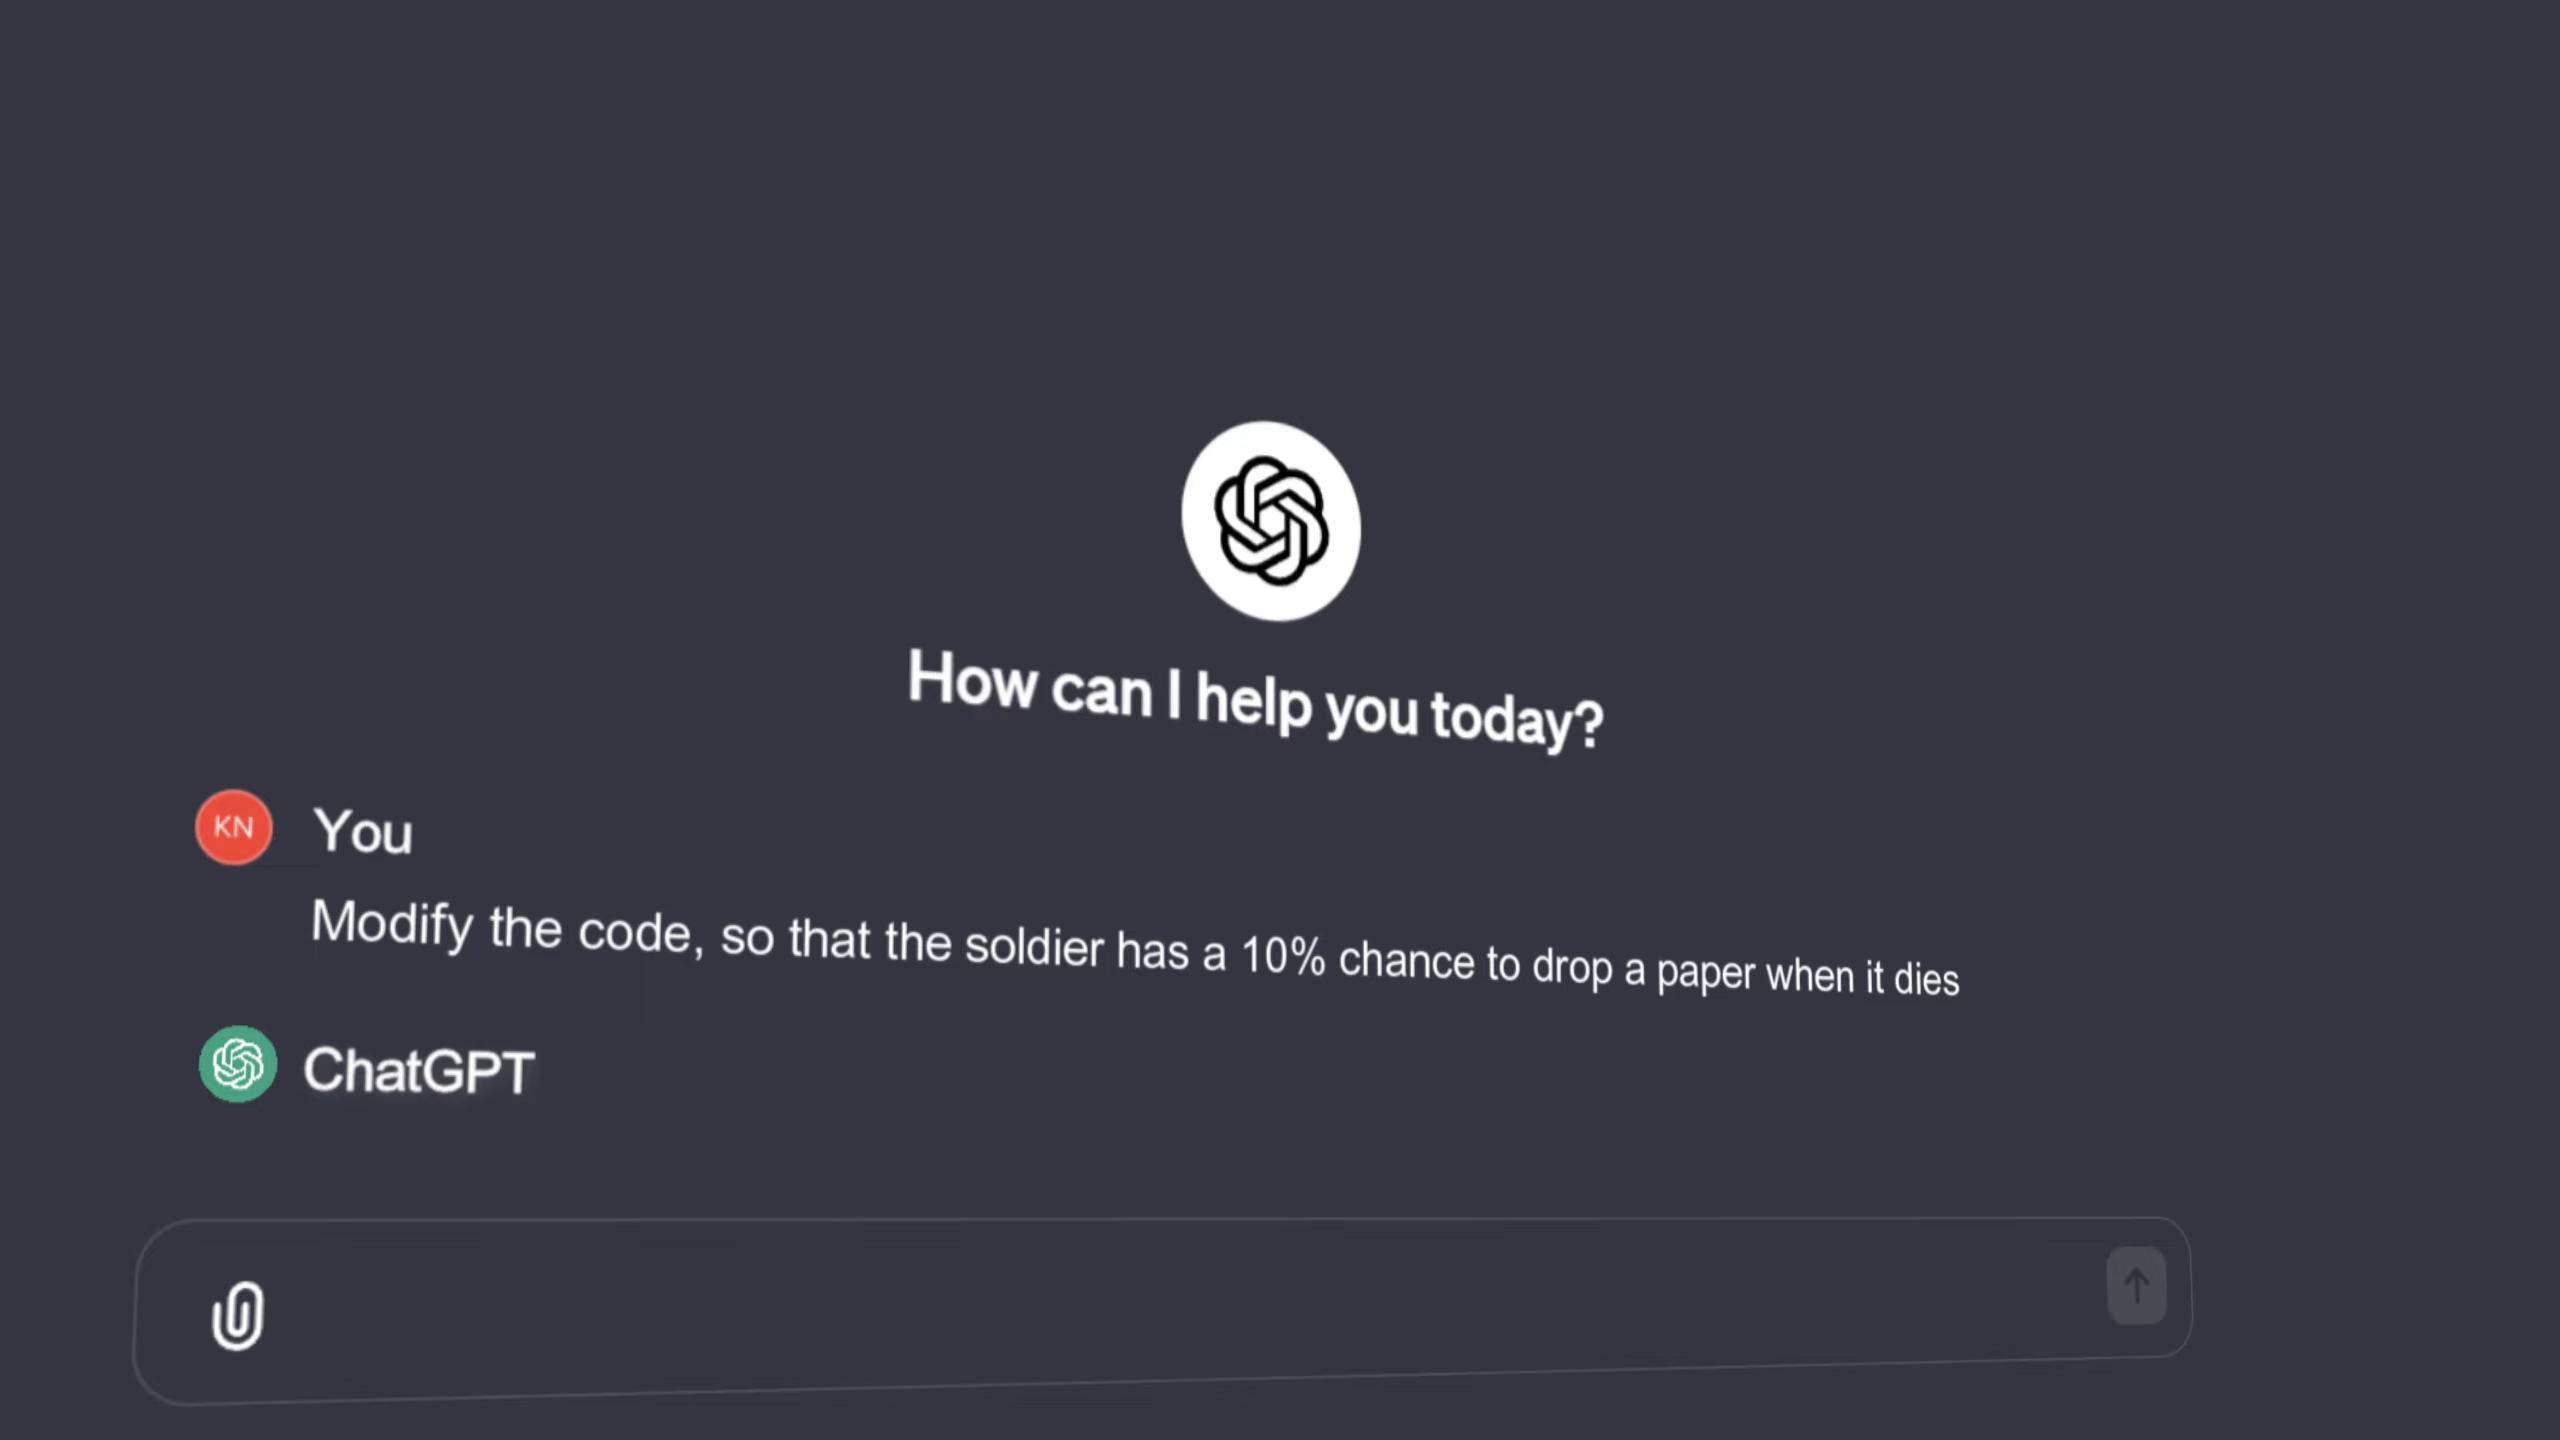 How can I help you today?
KN
You
Modify the code, so that the soldier has a 10% chance to drop a paper when it dies
ChatGPT